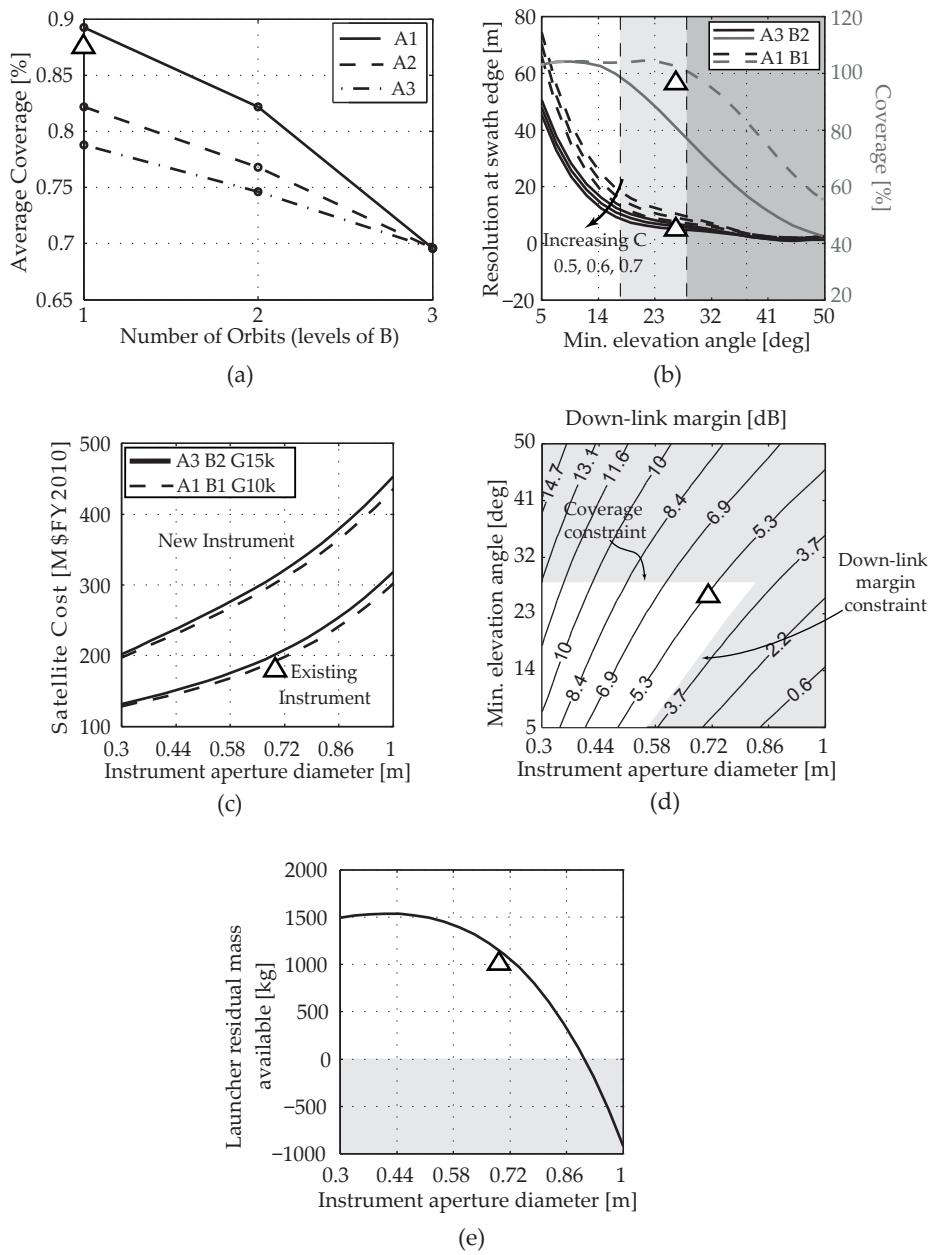 0.9
0.85
0.8
0.75
0.7
0.65
Average Coverage [%]
1
2
3
Number of Orbits (levels of B)
A1
A2
A3
(a)
80
60
40
20
0
−20
Resolution at swath edge [m]
5
14
23
32
41
50
Min. elevation angle [deg]
120
100
80
60
40
20
Coverage [%]
A3 B2
A1 B1
Increasing C
0.5, 0.6, 0.7
(b)
500
400
300
200
100
Satellite Cost [M$FY2010]
A3 B2 G15k
A1 B1 G10k
New Instrument
Existing
Instrument
0.3
0.44
0.58
0.72
0.86
1
Instrument aperture diameter [m]
(c)
Down-link margin [dB]
50
41
32
23
14
5
Min. elevation angle [deg]
14.7
13.1
11.6
10
8.4
6.9
5.3
3.7
Coverage
constraint
Down-link
margin
constraint
10
8.4
6.9
5.3
3.7
2.2
0.6
0.3
0.44
0.58
0.72
0.86
1
Instrument aperture diameter [m]
(d)
2000
1500
1000
500
0
−500
−1000
Launcher residual mass
available [kg]
0.3
0.44
0.58
0.72
0.86
1
Instrument aperture diameter [m]
(e)